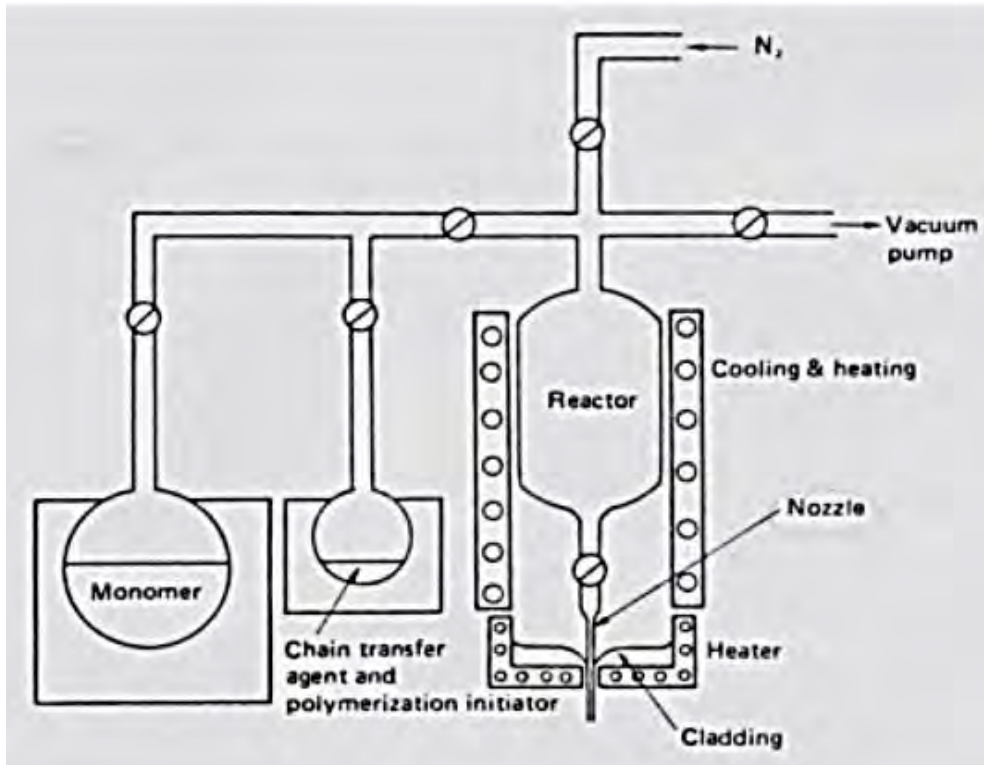 N₂
Vacuum
pump
Cooling & heating
Reactor
Nozzle
Monomer
Chain transfer
agent and
polymerization initiator
Heater
Cladding